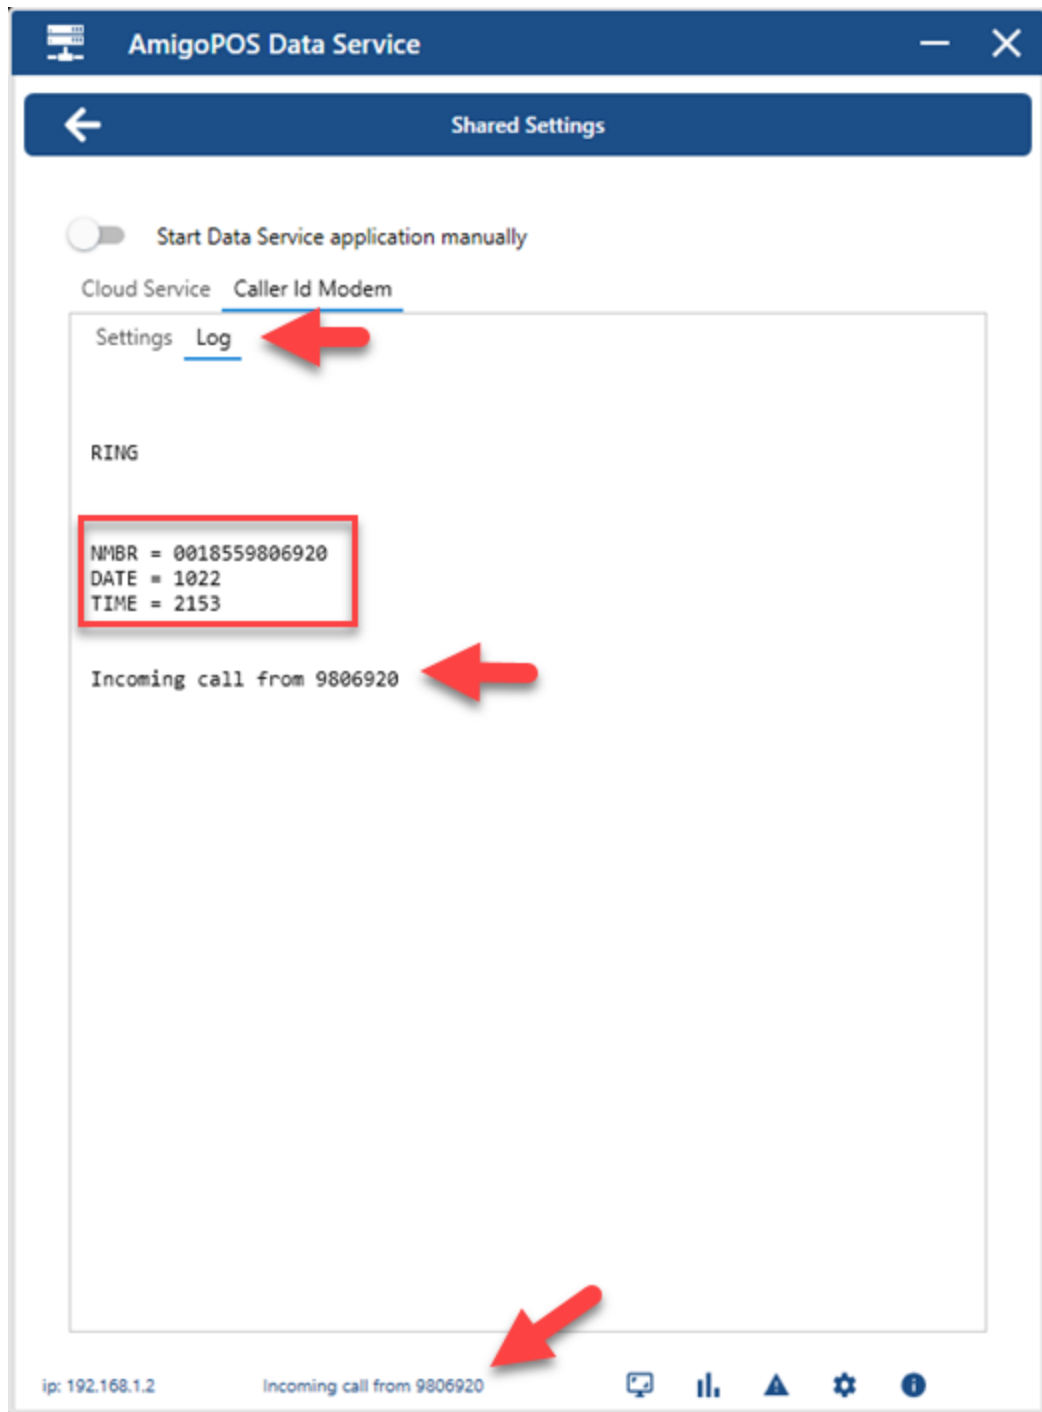 AmigoPOS Data Service
Shared Settings
Start Data Service application manually
Cloud Service Caller Id Modem
Settings Log
RING
NMBR = 0018559806920
DATE = 1022
TIME = 2153
Incoming call from 9806920
ip: 192.168.1.2 Incoming call from 9806920